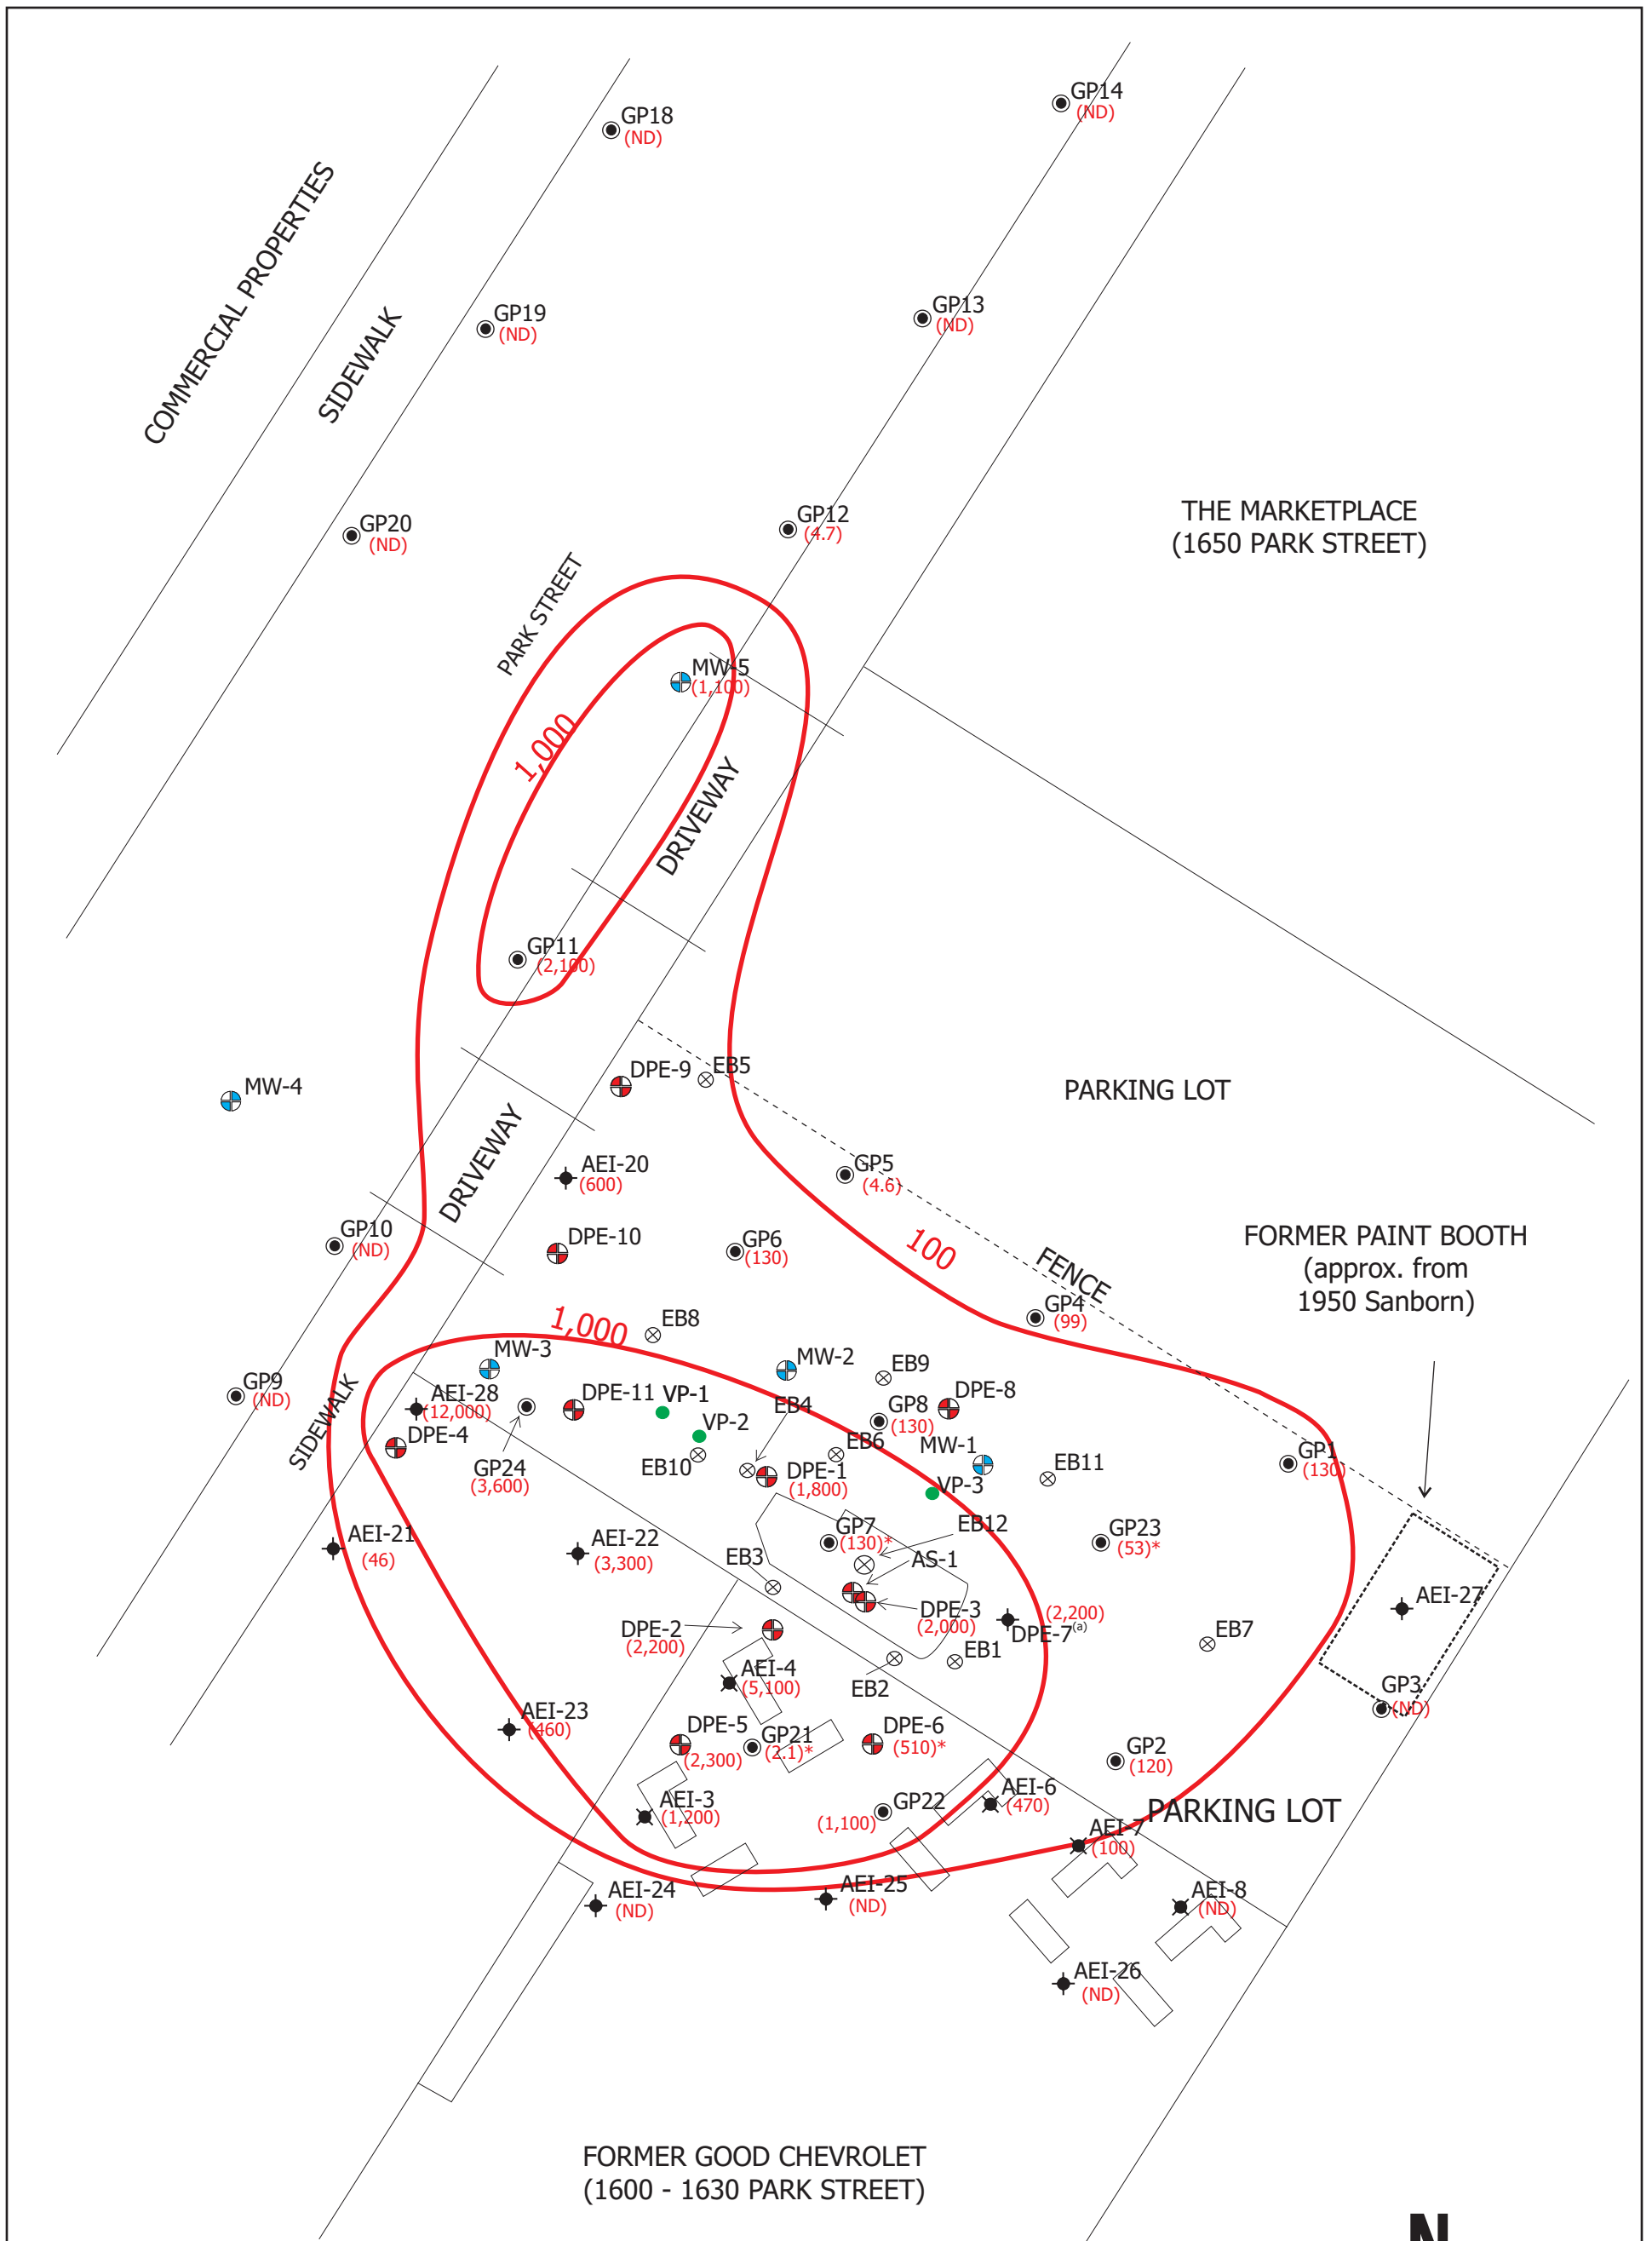 GP14
(ND)
GP18
(ND)
COMMERCIAL PROPERTIES
SIDEWALK
GP19
(ND)
GP13
(ND)
GP20
(ND)
GP12
(4.7)
THE MARKETPLACE
(1650 PARK STREET)
PARK STREET
MW-5
(1,100)
1,000
DRIVEWAY
GP11
(2,100)
DPE-9
EB5
MW-4
PARKING LOT
DRIVEWAY
AEI-20
(600)
GP5
(4.6)
GP10
(ND)
DPE-10
GP6
(130)
100
FENCE
FORMER PAINT BOOTH
(approx. from
1950 Sanborn)
GP4
(99)
1,000
EB8
MW-3
MW-2
EB9
GP9
(ND)
SIDEWALK
AEI-28
(12,000)
DPE-11
VP-1
EB4
DPE-8
GP8
(130)
DPE-4
VP-2
EB6
MW-1
GP1
(130)
GP24
(3,600)
EB10
DPE-1
(1,800)
EB11
VP-3
AEI-21
(46)
AEI-22
(3,300)
GP7
(130)*
EB12
GP23
(53)*
EB3
AS-1
AEI-27
DPE-2
(2,200)
DPE-3
(2,000)
(2,200)
DPE-7(a)
EB7
EB1
AEI-4
(5,100)
EB2
GP3
(ND)
AEI-23
(460)
DPE-5
(2,300)
GP21
(2.1)*
DPE-6
(510)*
GP2
(120)
AEI-3
(1,200)
GP22
(1,100)
AEI-6
(470)
PARKING LOT
AEI-7
(100)
AEI-24
(ND)
AEI-25
(ND)
AEI-8
(ND)
AEI-26
(ND)
FORMER GOOD CHEVROLET
(1600 - 1630 PARK STREET)
N